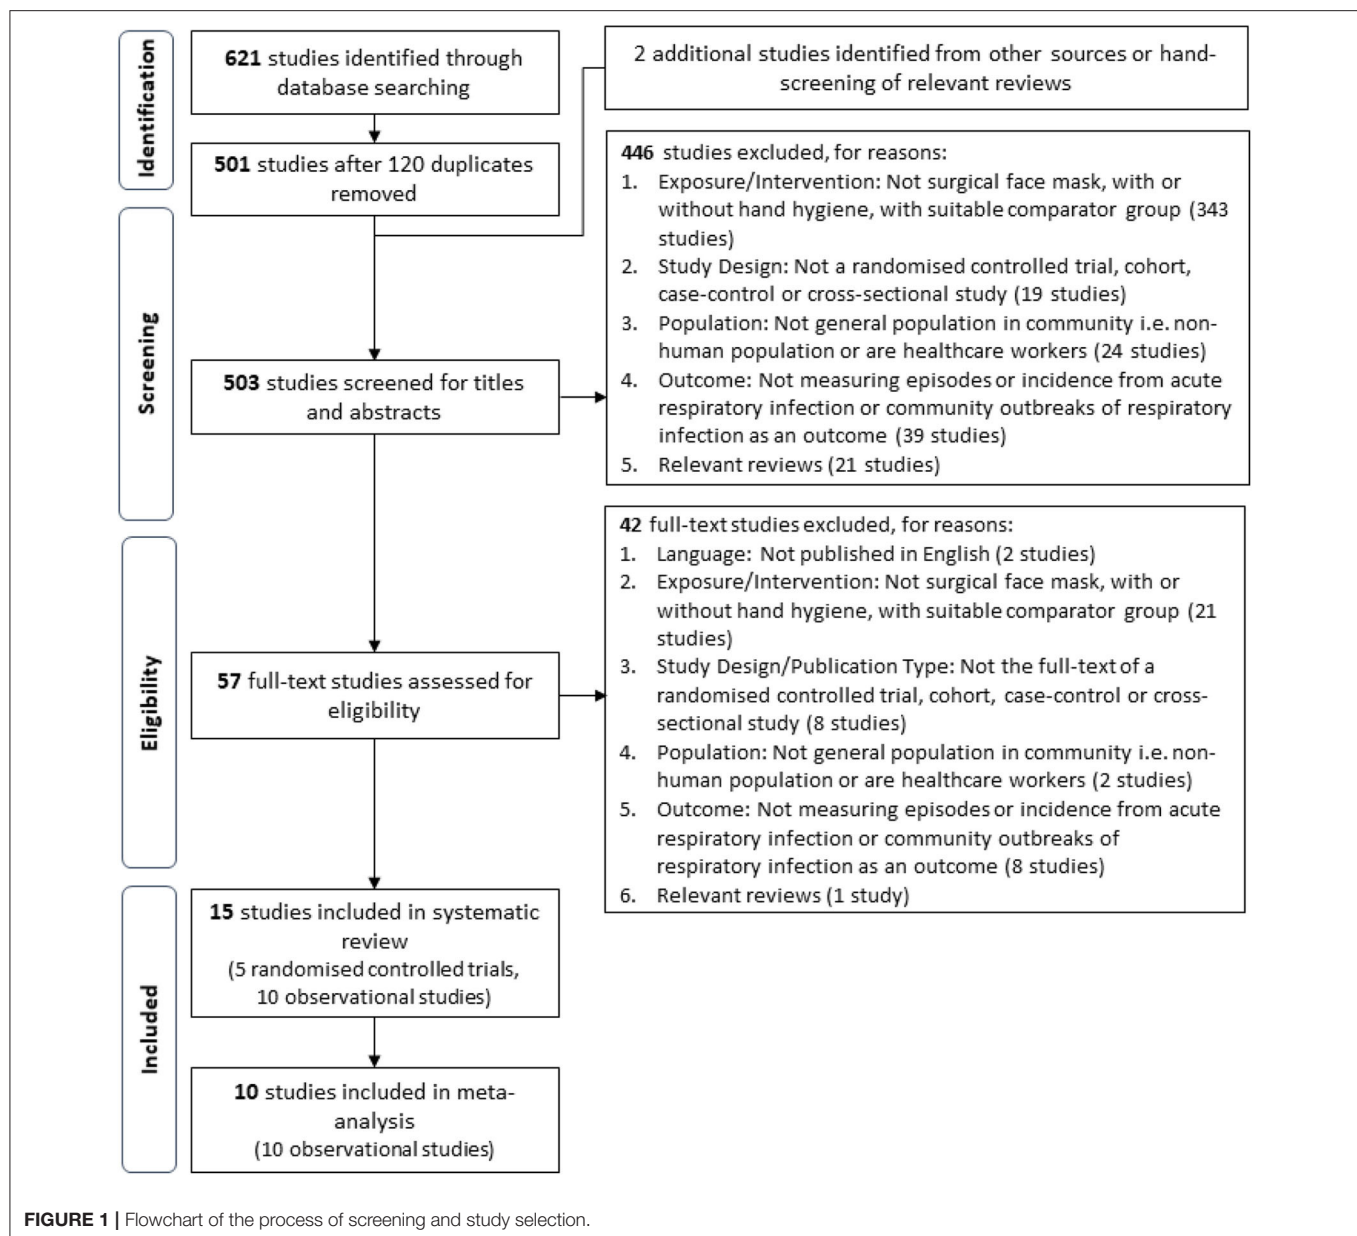 Identification
621 studies identified through
database searching
2 additional studies identified from other sources or hand-
screening of relevant reviews
501 studies after 120 duplicates
removed
Screening
503 studies screened for titles
and abstracts
446 studies excluded, for reasons:
1. Exposure/Intervention: Not surgical face mask, with or
without hand hygiene, with suitable comparator group (343
studies)
2. Study Design: Not a randomised controlled trial, cohort,
case-control or cross-sectional study (19 studies)
3. Population: Not general population in community i.e. non-
human population or are healthcare workers (24 studies)
4. Outcome: Not measuring episodes or incidence from acute
respiratory infection or community outbreaks of respiratory
infection as an outcome (39 studies)
5. Relevant reviews (21 studies)
Eligibility
57 full-text studies assessed for
eligibility
42 full-text studies excluded, for reasons:
1. Language: Not published in English (2 studies)
2. Exposure/Intervention: Not surgical face mask, with or
without hand hygiene, with suitable comparator group (21
studies)
3. Study Design/Publication Type: Not the full-text of a
randomised controlled trial, cohort, case-control or cross-
sectional study (8 studies)
4. Population: Not general population in community i.e. non-
human population or are healthcare workers (2 studies)
5. Outcome: Not measuring episodes or incidence from acute
respiratory infection or community outbreaks of
respiratory infection as an outcome (8 studies)
6. Relevant reviews (1 study)
Included
15 studies included in systematic
review
(5 randomised controlled trials,
10 observational studies)
10 studies included in meta-
analysis
(10 observational studies)
FIGURE 1 | Flowchart of the process of screening and study selection.